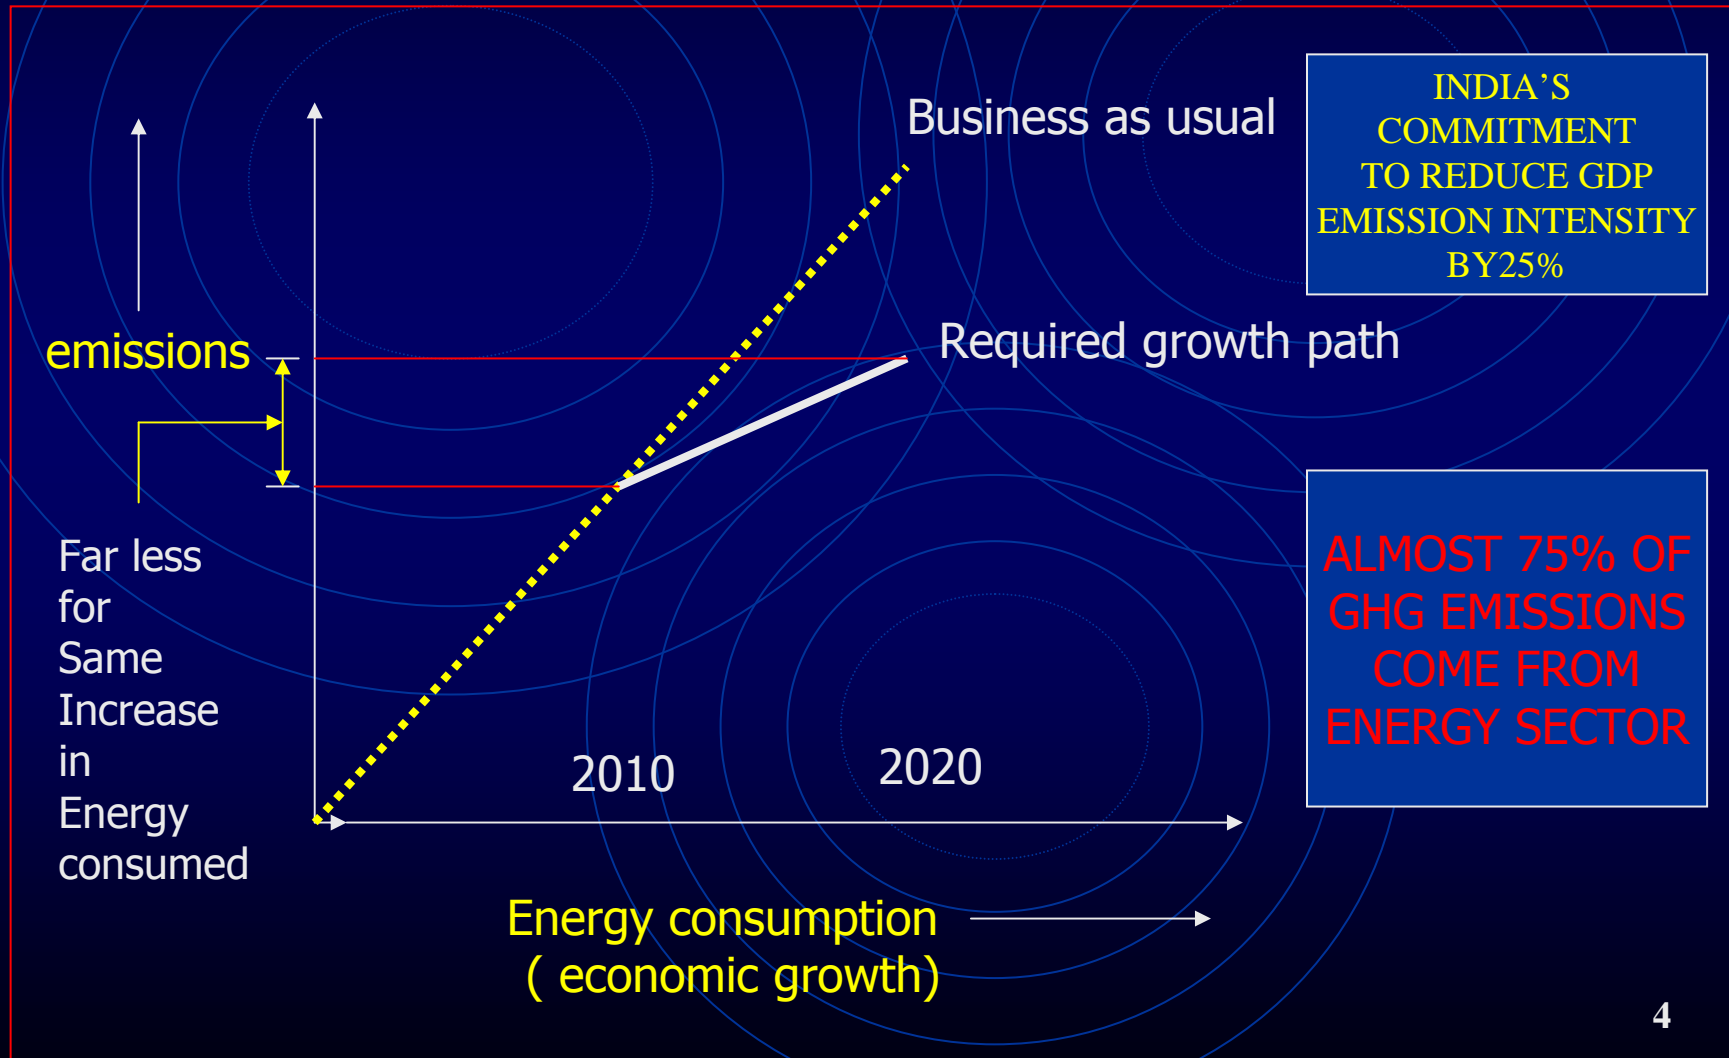 Business as usual
INDIA’S
COMMITMENT
TO REDUCE GDP
EMISSION INTENSITY
BY25%
emissions
Required growth path
Far less
for
Same
Increase
in
Energy
consumed
ALMOST 75% OF
GHG EMISSIONS
COME FROM
ENERGY SECTOR
2010
2020
Energy consumption
( economic growth)
4